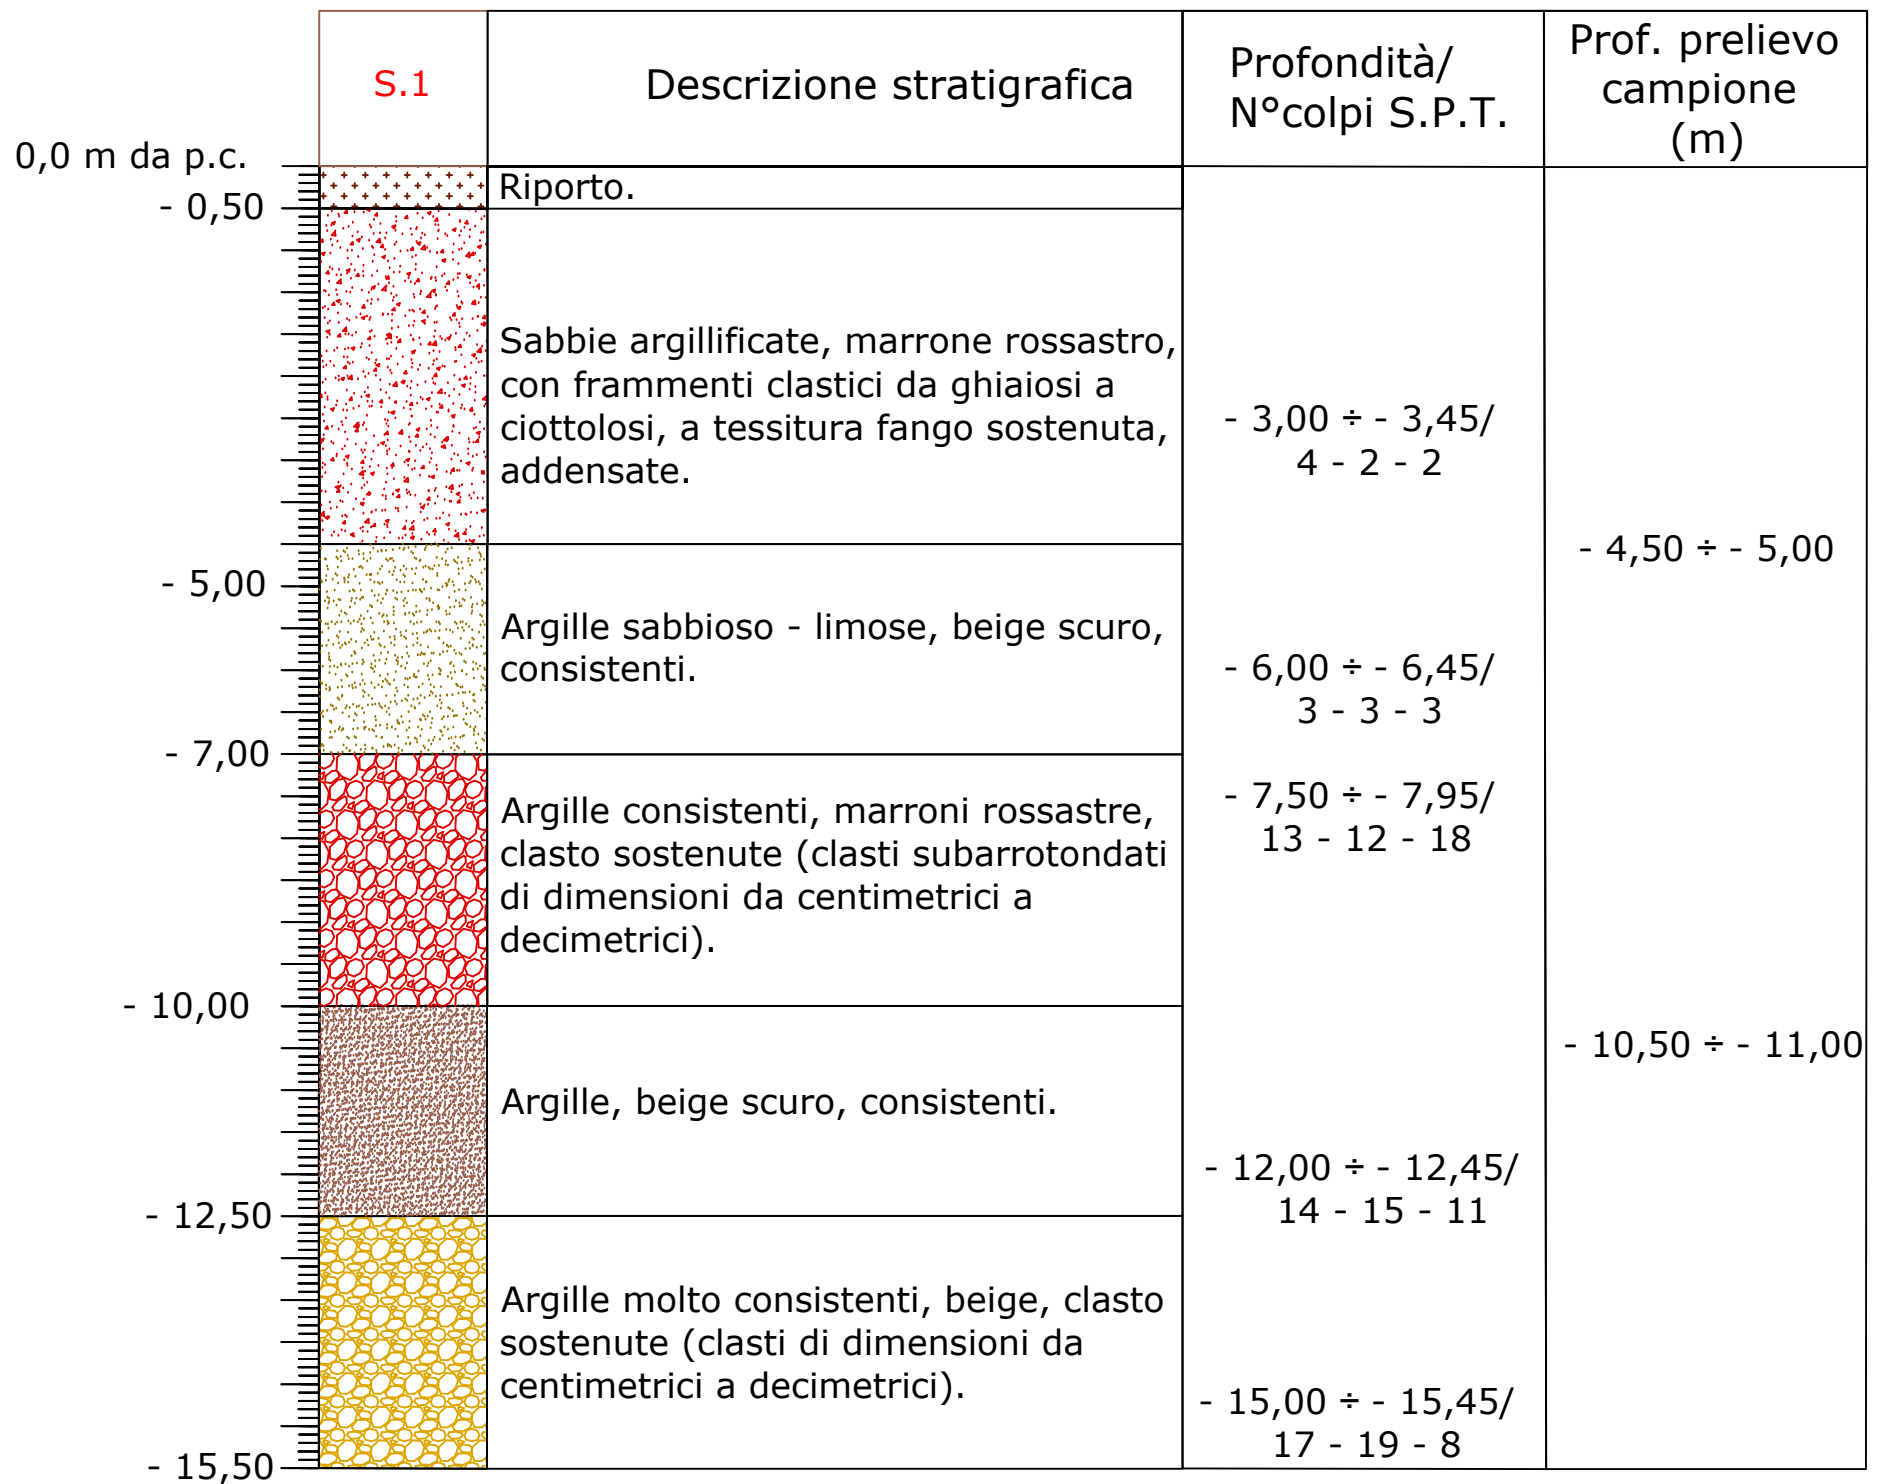 S.1
Descrizione stratigrafica
Profondità/
N°colpi S.P.T.
Prof. prelievo
campione
(m)
0,0 m da p.c.
Riporto.
- 0,50
Sabbie argillificate, marrone rossastro,
con frammenti clastici da ghiaiosi a
ciottolosi, a tessitura fango sostenuta,
addensate.
- 3,00 ÷ - 3,45/
4 - 2 - 2
- 4,50 ÷ - 5,00
- 5,00
Argille sabbioso - limose, beige scuro,
consistenti.
- 6,00 ÷ - 6,45/
3 - 3 - 3
- 7,00
Argille consistenti, marroni rossastre,
clasto sostenute (clasti subarrotondati
di dimensioni da centimetrici a
decimetrici).
- 7,50 ÷ - 7,95/
13 - 12 - 18
- 10,00
- 10,50 ÷ - 11,00
Argille, beige scuro, consistenti.
- 12,00 ÷ - 12,45/
14 - 15 - 11
- 12,50
Argille molto consistenti, beige, clasto
sostenute (clasti di dimensioni da
centimetrici a decimetrici).
- 15,00 ÷ - 15,45/
17 - 19 - 8
- 15,50